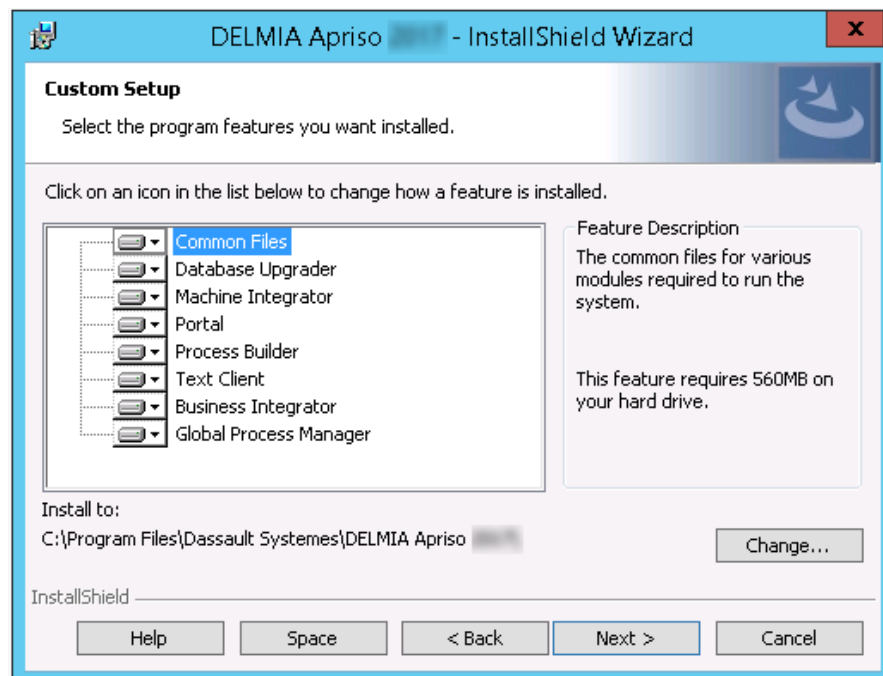 DELMIA Apriso - InstallShield Wizard
x
Custom Setup
Select the program features you want installed.
Click on an icon in the list below to change how a feature is installed.
Common Files
Database Upgrader
Machine Integrator
Portal
Process Builder
Text Client
Business Integrator
Global Process Manager
Feature Description
The common files for various
modules required to run the
system.
This feature requires 560MB on
your hard drive.
Install to:
C:\Program Files\Dassault Systemes\DELMIA Apriso
Change...
InstallShield
Help
Space
< Back
Next >
Cancel